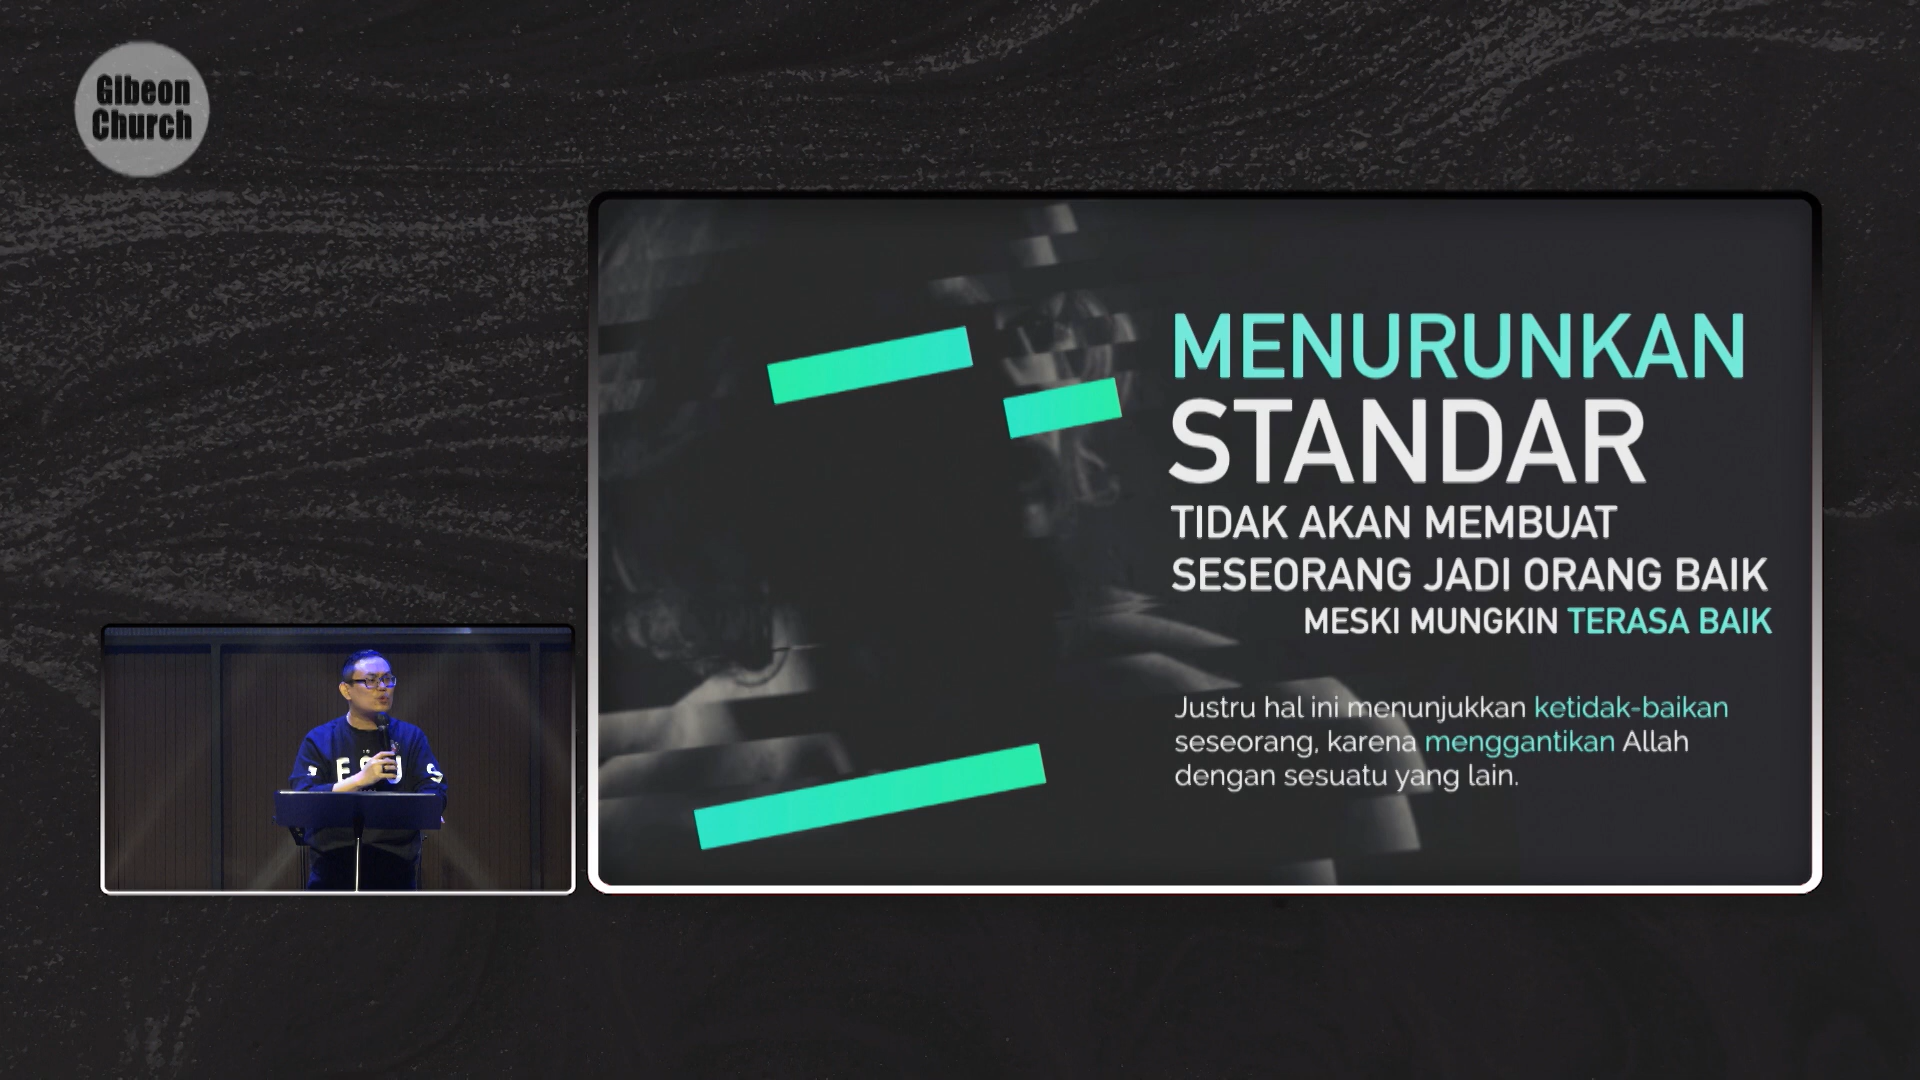 Gibeon
Church
MENURUNKAN
STANDAR
TIDAK AKAN MEMBUAT
SESEORANG JADI ORANG BAIK
MESKI MUNGKIN TERASA BAIK
Justru hal ini menunjukkan ketidak-baikan
seseorang, karena menggantikan Allah
dengan sesuatu yang lain.